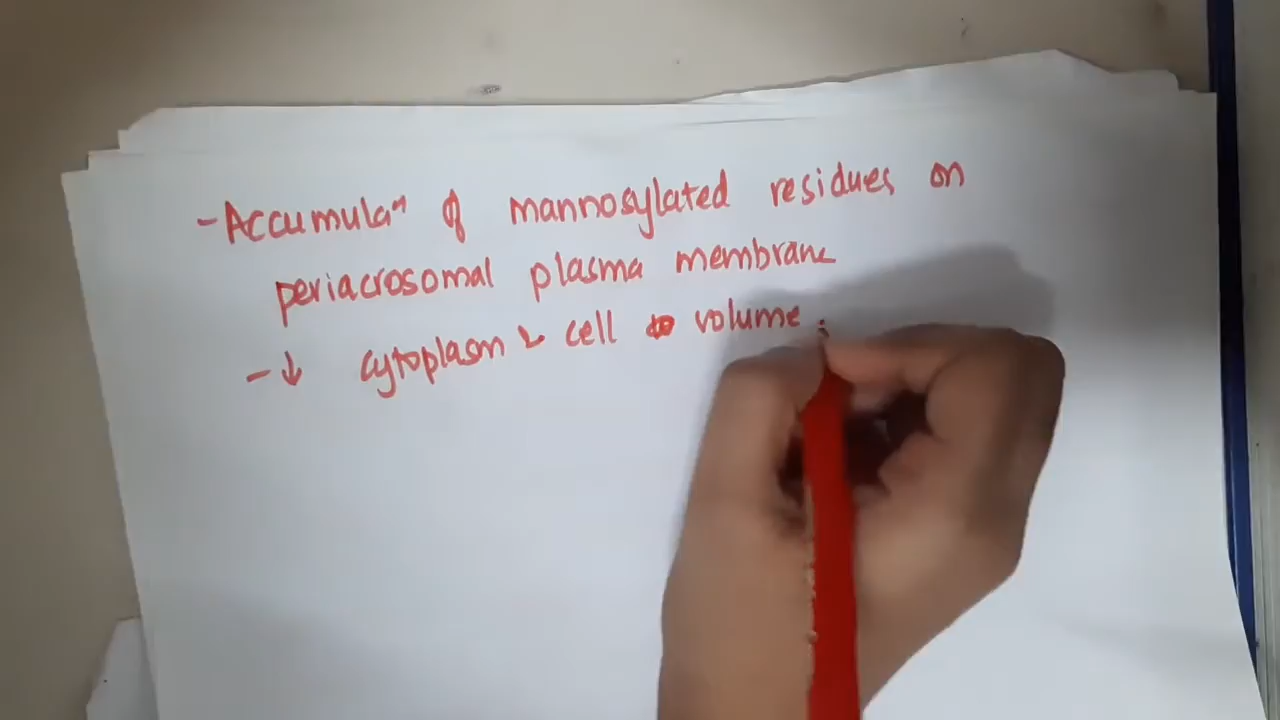 - Accumulaⁿ of mannosylated residues on
periacrosomal plasma membrane
- ↓ cytoplasm & cell volume.